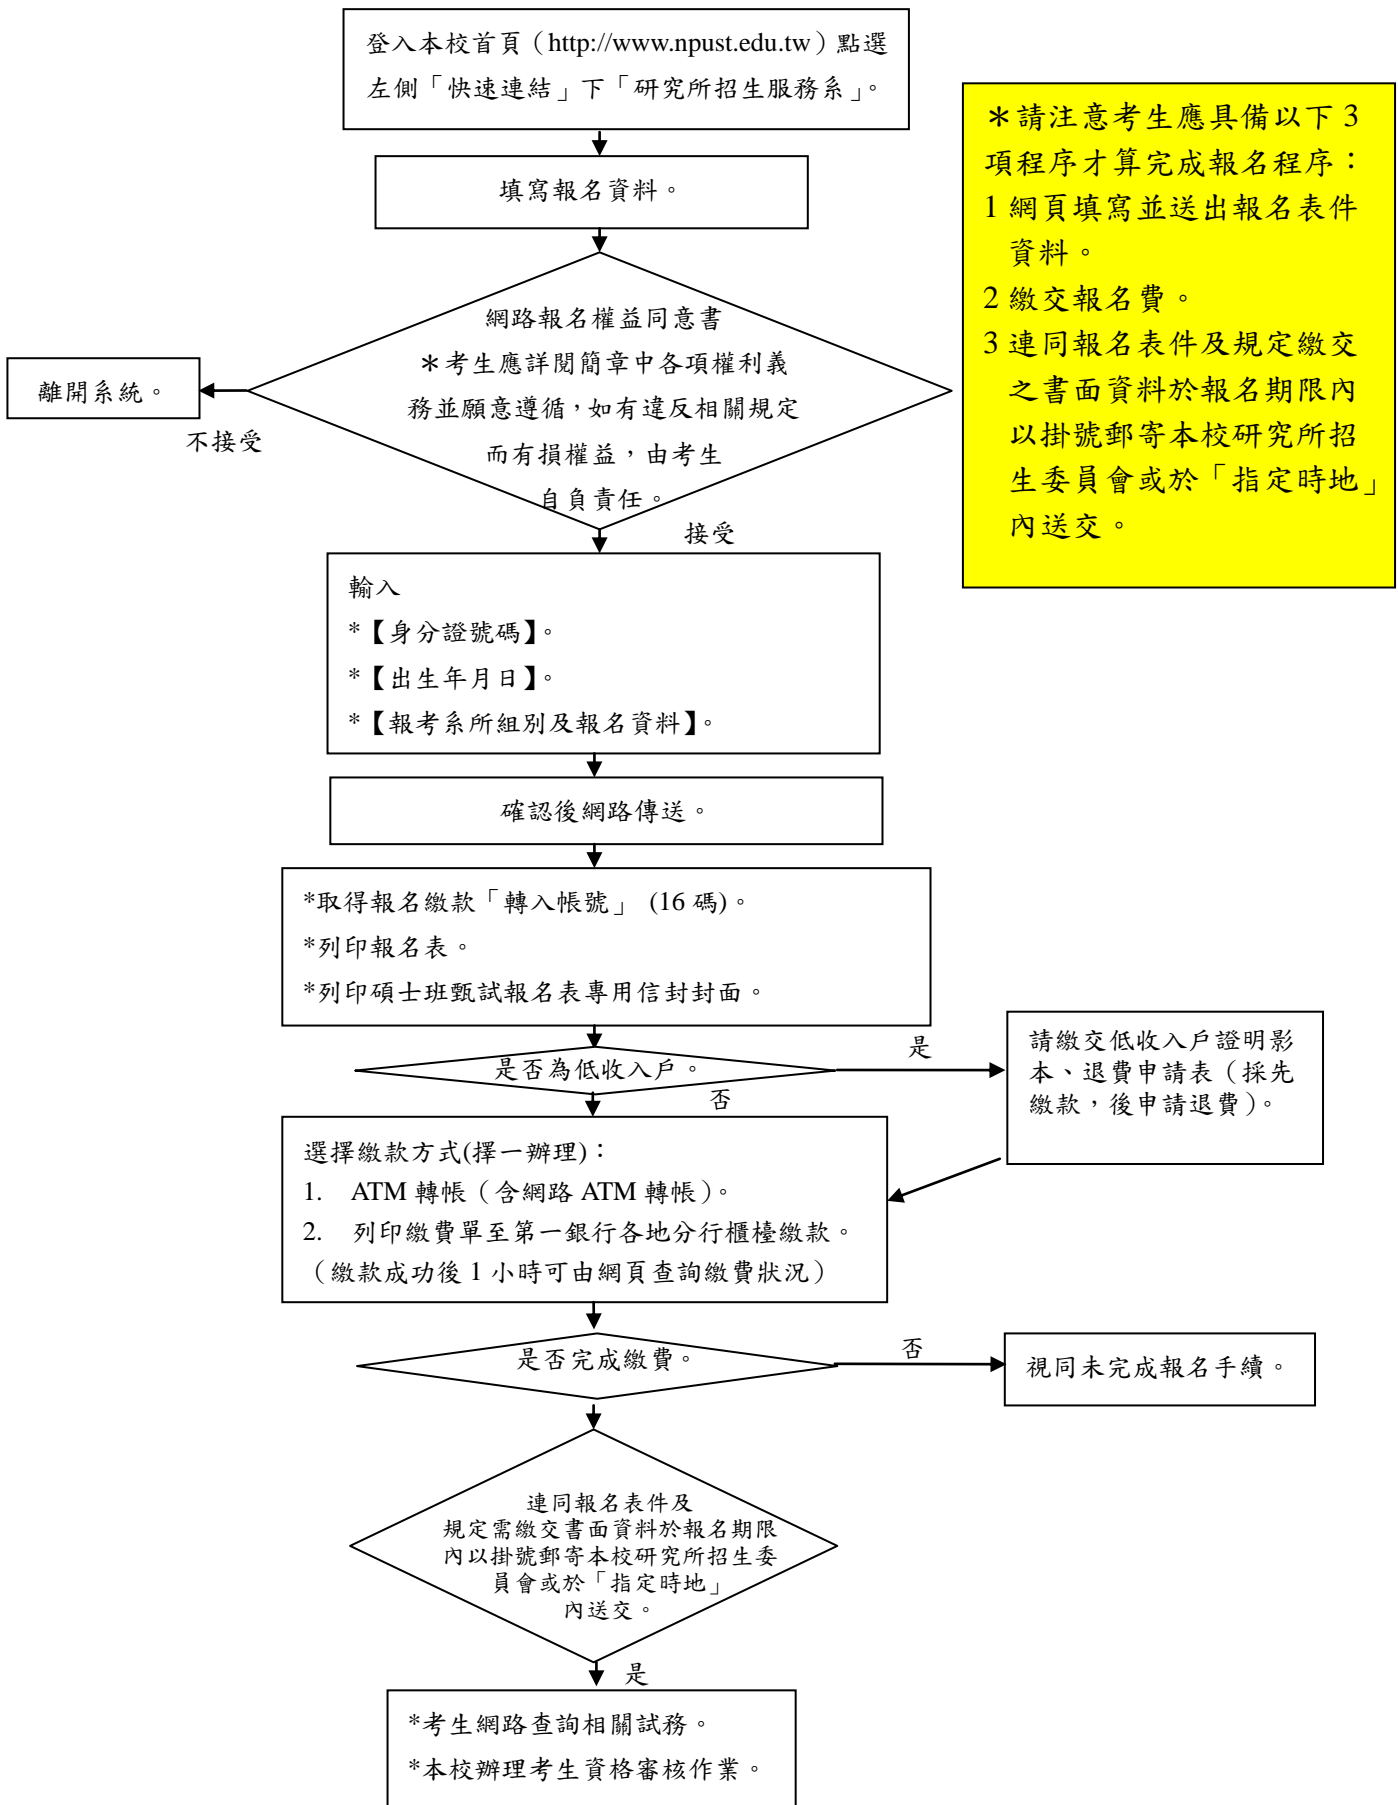 登入本校首頁（http://www.npust.edu.tw）點選
左側「快速連結」下「研究所招生服務系」。
填寫報名資料。
＊請注意考生應具備以下 3
項程序才算完成報名程序：
1 網頁填寫並送出報名表件
資料。
2 繳交報名費。
3 連同報名表件及規定繳交
之書面資料於報名期限內
以掛號郵寄本校研究所招
生委員會或於「指定時地」
內送交。
網路報名權益同意書
＊考生應詳閱簡章中各項權利義
務並願意遵循，如有違反相關規定
而有損權益，由考生
自負責任。
離開系統。
不接受
接受
輸入
*【身分證號碼】。
*【出生年月日】。
*【報考系所組別及報名資料】。
確認後網路傳送。
*取得報名繳款「轉入帳號」 (16 碼)。
*列印報名表。
*列印碩士班甄試報名表專用信封封面。
是否為低收入戶。
是
請繳交低收入戶證明影
本、退費申請表（採先
繳款，後申請退費）。
否
選擇繳款方式(擇一辦理)：
1. ATM 轉帳（含網路 ATM 轉帳）。
2. 列印繳費單至第一銀行各地分行櫃檯繳款。
（繳款成功後 1 小時可由網頁查詢繳費狀況）
是否完成繳費。
否
視同未完成報名手續。
連同報名表件及
規定需繳交書面資料於報名期限
內以掛號郵寄本校研究所招生委
員會或於「指定時地」
內送交。
是
*考生網路查詢相關試務。
*本校辦理考生資格審核作業。